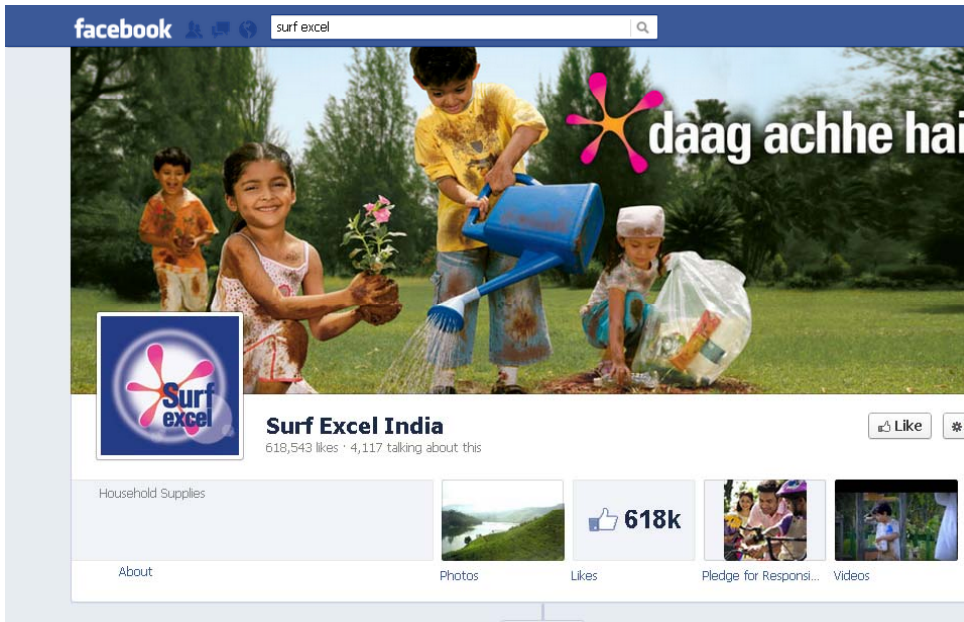 facebook
surf excel
daag achhe hai
Surf
excel
Surf Excel India
618,543 likes · 4,117 talking about this
Like
Household Supplies
618k
About
Photos
Likes
Pledge for Responsi...
Videos